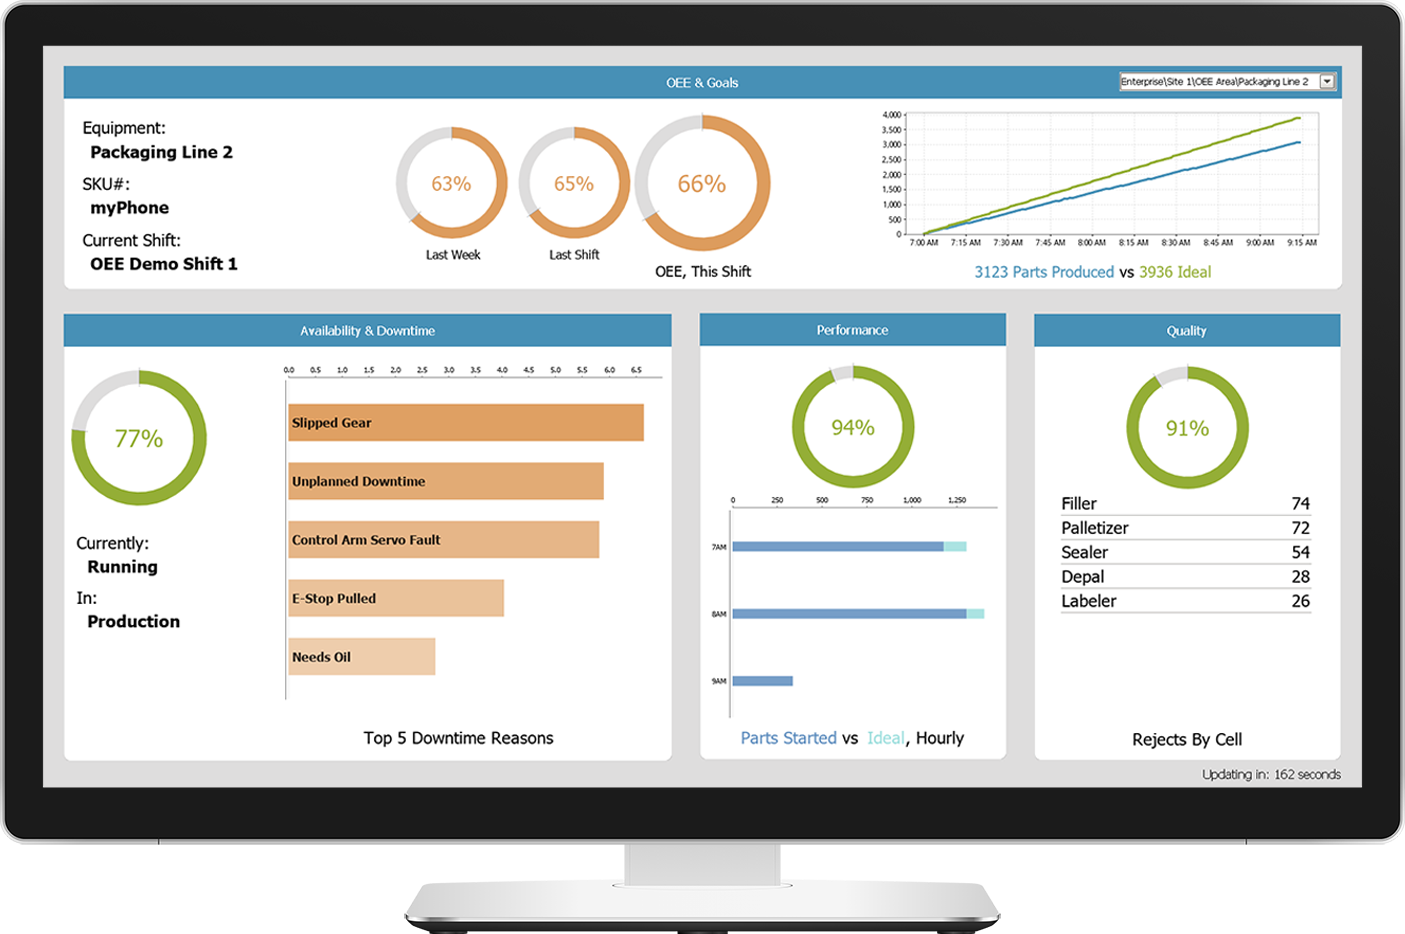 OEE & Goals
Enterprise\Site 1\OEE Area\Packaging Line 2
Equipment:
Packaging Line 2
SKU#:
myPhone
Current Shift:
OEE Demo Shift 1
63%
Last Week
65%
Last Shift
66%
OEE, This Shift
4,000
3,500
3,000
2,500
2,000
1,500
1,000
500
0
7:00 AM 7:15 AM 7:30 AM 7:45 AM 8:00 AM 8:15 AM 8:30 AM 8:45 AM 9:00 AM 9:15 AM
3123 Parts Produced vs 3936 Ideal
Availability & Downtime
77%
Currently:
Running
In:
Production
0.0 0.5 1.0 1.5 2.0 2.5 3.0 3.5 4.0 4.5 5.0 5.5 6.0 6.5
Slipped Gear
Unplanned Downtime
Control Arm Servo Fault
E-Stop Pulled
Needs Oil
Top 5 Downtime Reasons
Performance
94%
0 250 500 750 1,000 1,250
7AM
8AM
9AM
Parts Started vs Ideal, Hourly
Quality
91%
Filler 74
Palletizer 72
Sealer 54
Depal 28
Labeler 26
Rejects By Cell
Updating in: 162 seconds